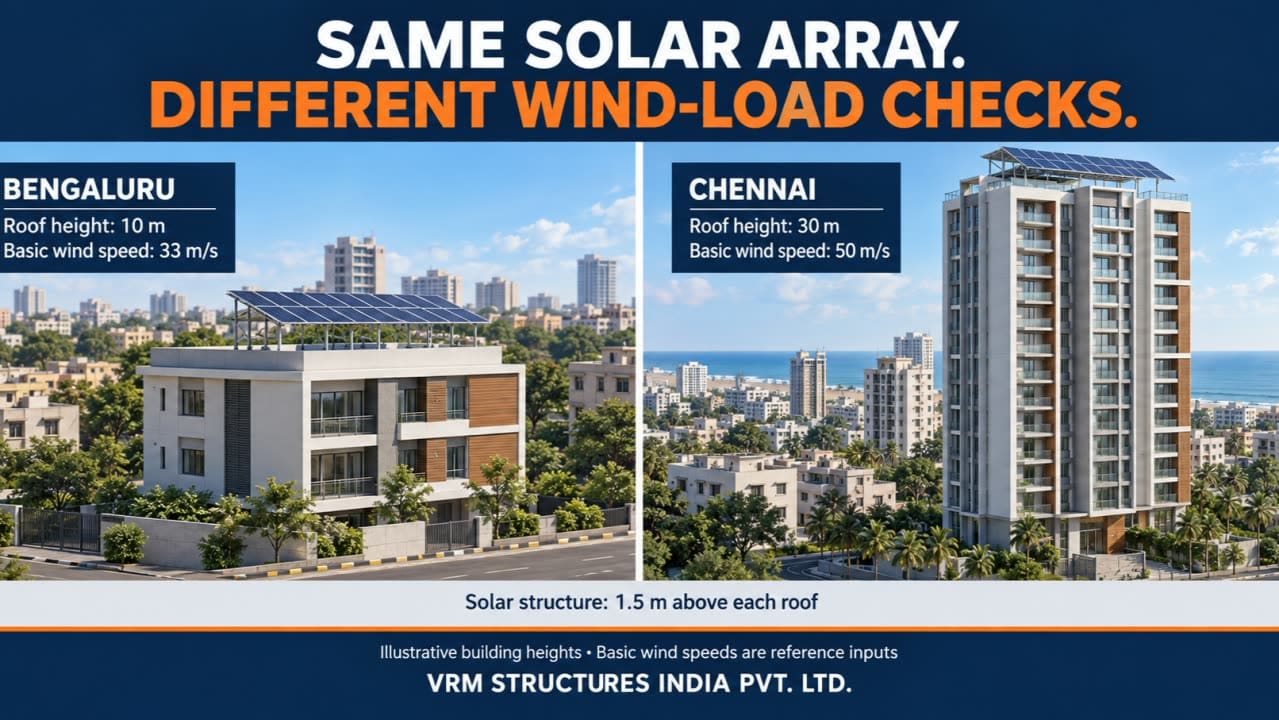 SAME SOLAR ARRAY.
DIFFERENT WIND-LOAD CHECKS.
BENGALURU
Roof height: 10 m
Basic wind speed: 33 m/s
CHENNAI
Roof height: 30 m
Basic wind speed: 50 m/s
Solar structure: 1.5 m above each roof
Illustrative building heights • Basic wind speeds are reference inputs
VRM STRUCTURES INDIA PVT. LTD.